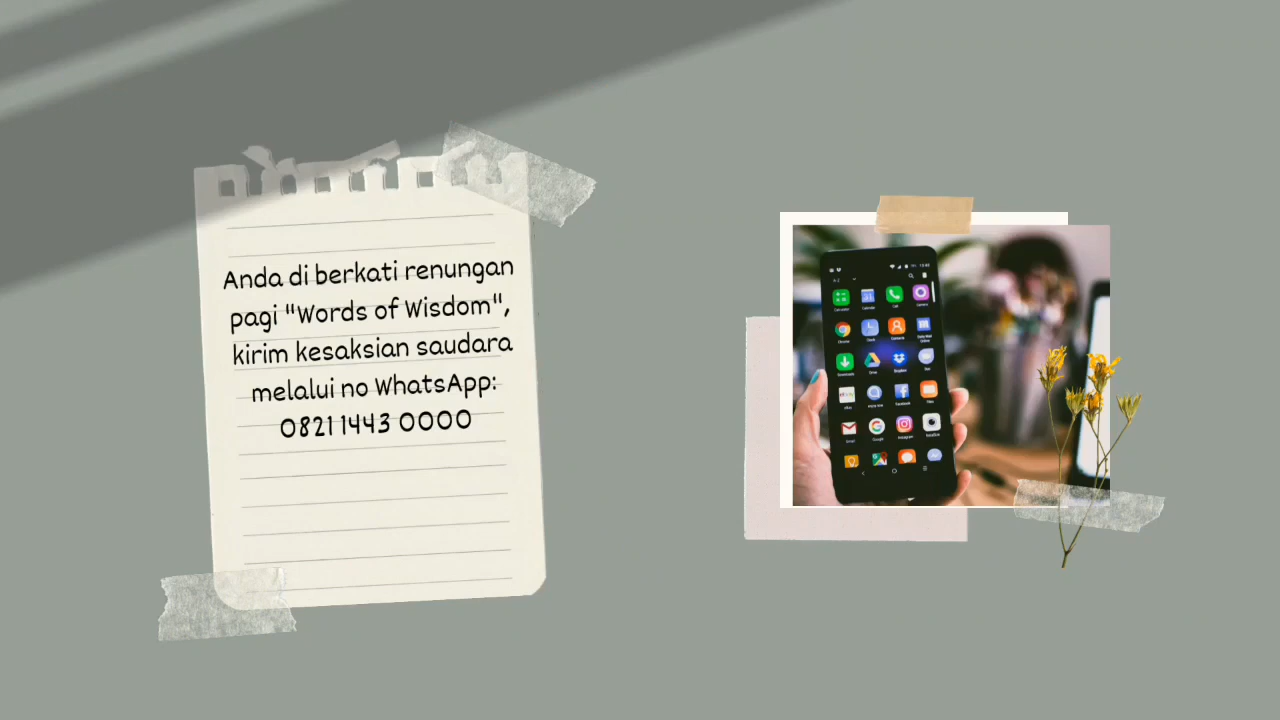 Anda di berkati renungan
pagi "Words of Wisdom",
kirim kesaksian saudara
melalui no WhatsApp:
0821 1443 0000